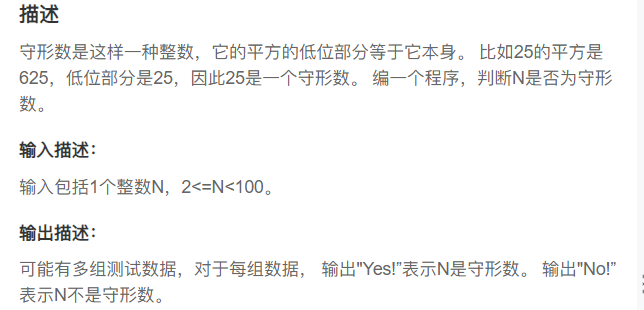 描述
守形数是这样一种整数，它的平方的低位部分等于它本身。 比如25的平方是
625，低位部分是25，因此25是一个守形数。 编一个程序，判断N是否为守形
数。
输入描述：
输入包括1个整数N，2<=N<100。
输出描述：
可能有多组测试数据，对于每组数据， 输出"Yes!”表示N是守形数。 输出"No!”
表示N不是守形数。